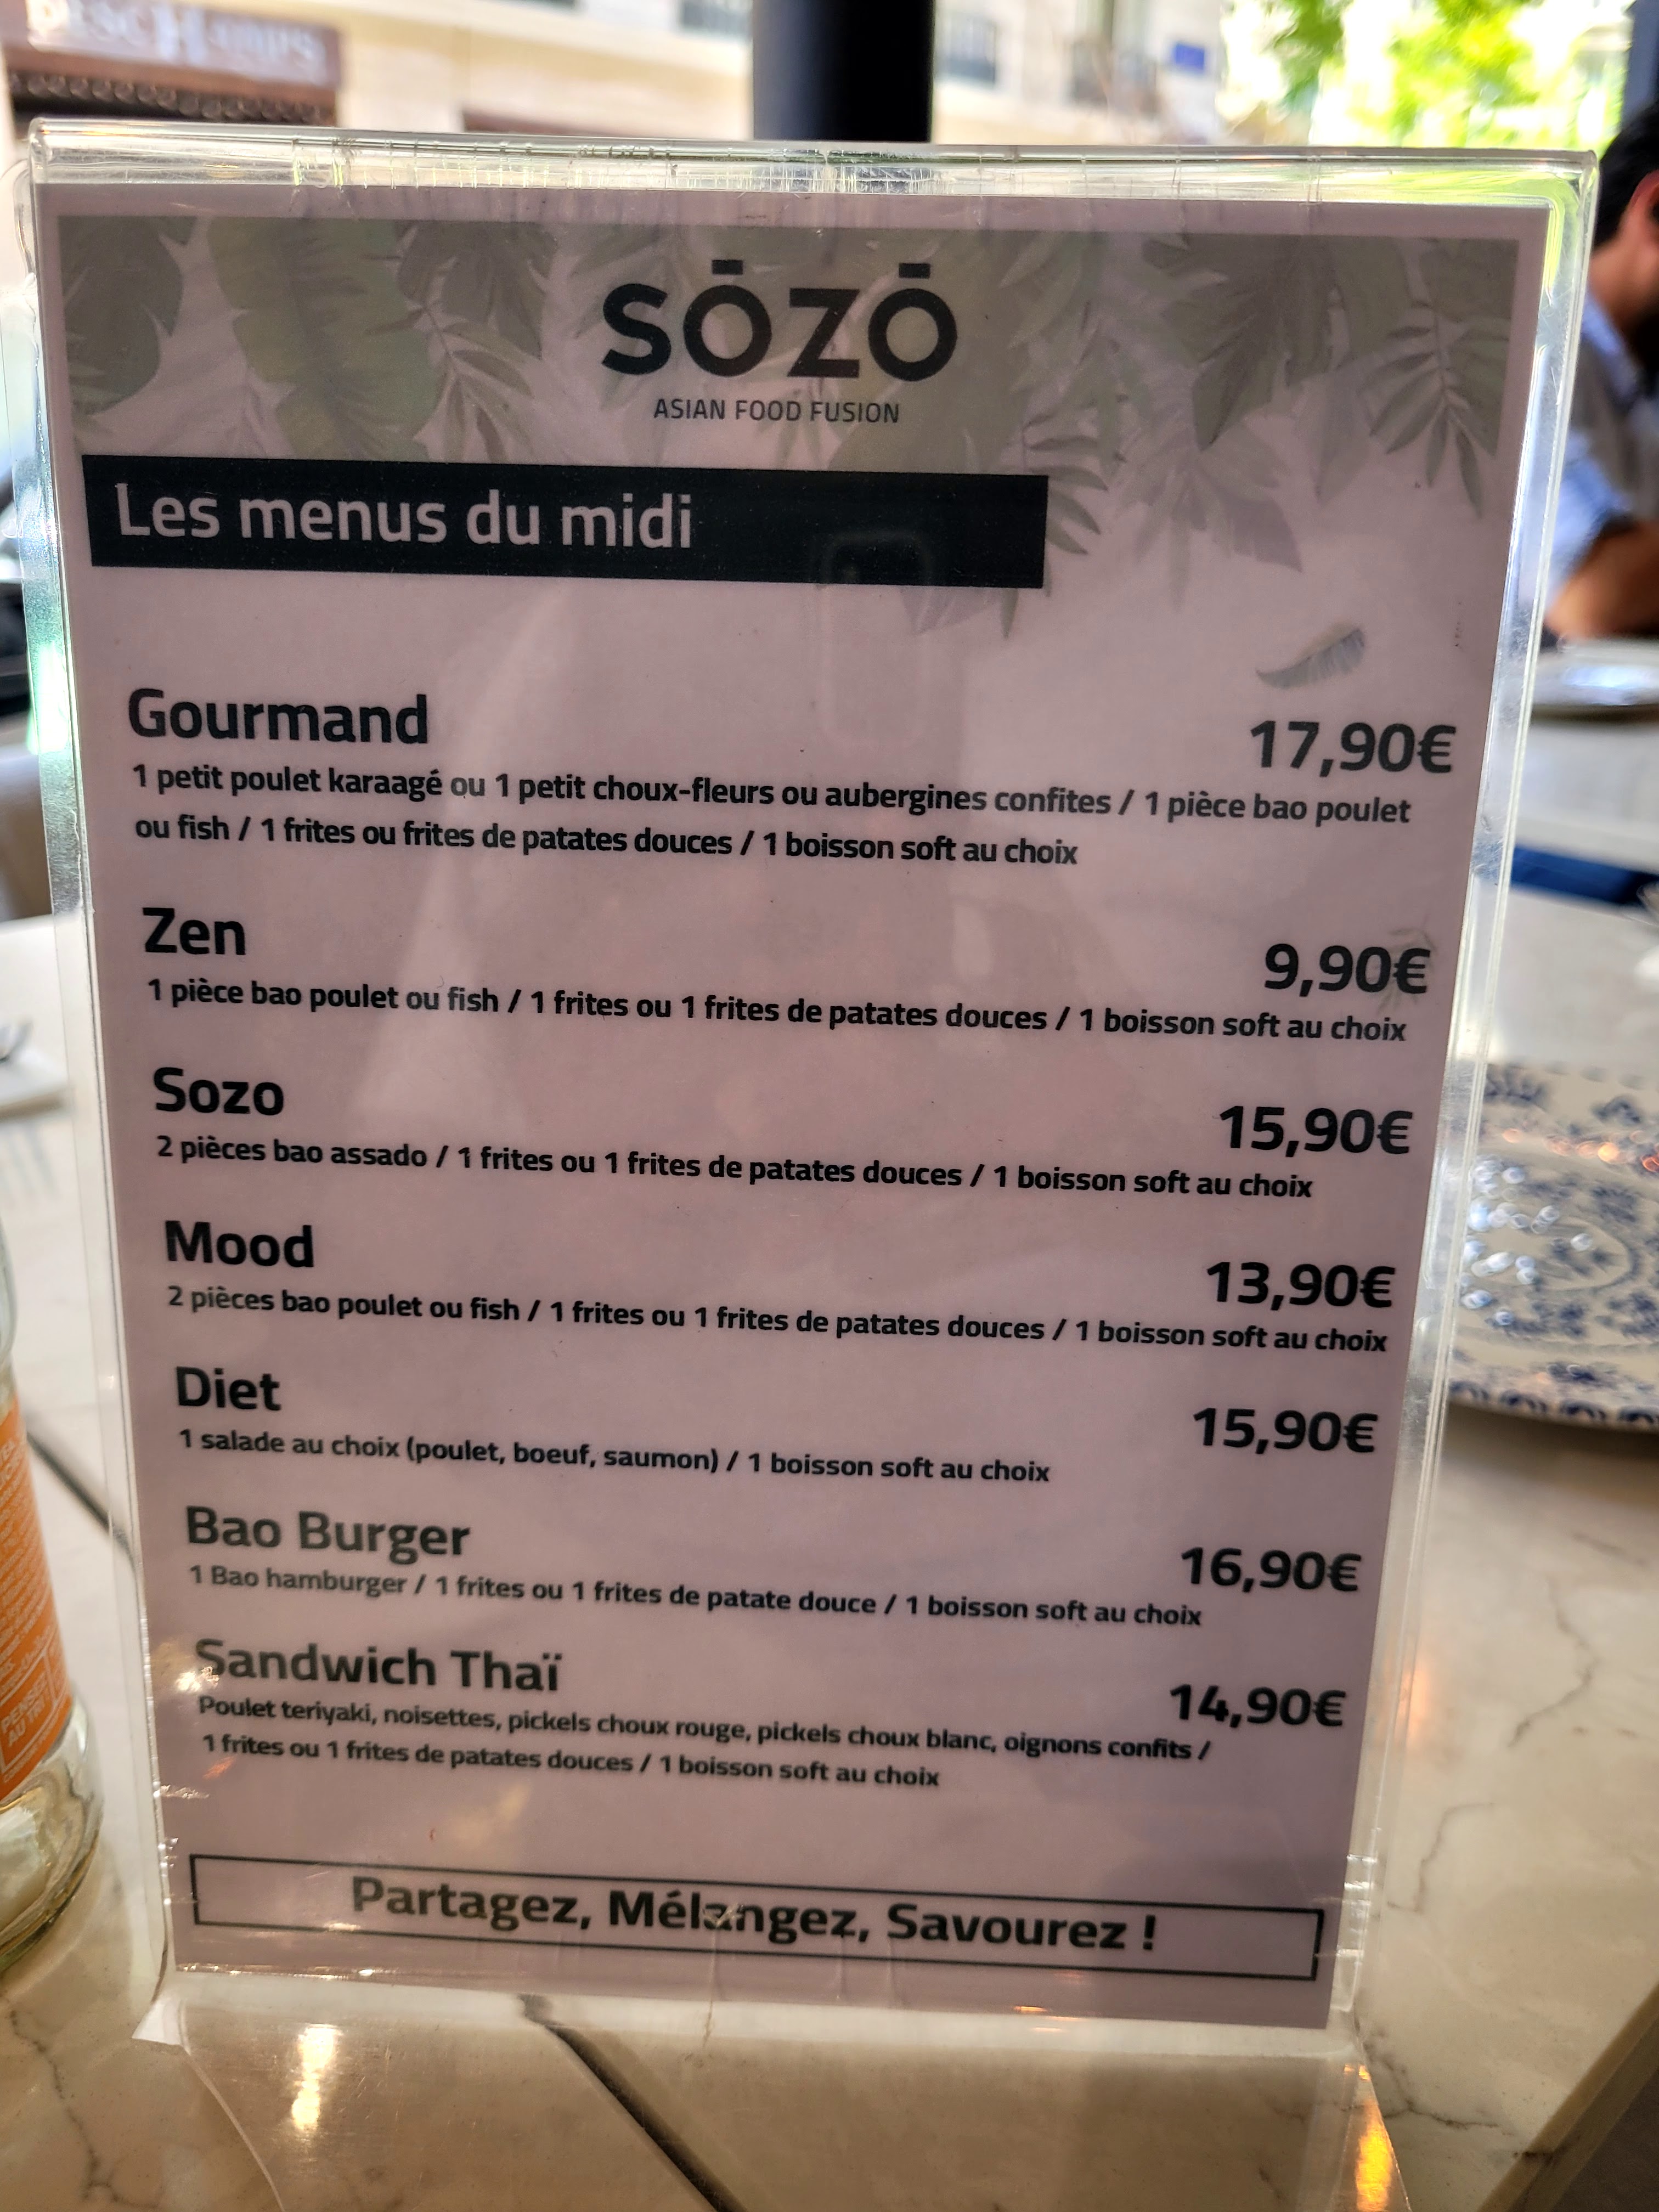 SŌZŌ
ASIAN FOOD FUSION
Les menus du midi
Gourmand
17,90€
1 petit poulet karaagé ou 1 petit choux-fleurs ou aubergines confites / 1 pièce bao poulet
ou fish / 1 frites ou frites de patates douces / 1 boisson soft au choix
Zen
9,90€
1 pièce bao poulet ou fish / 1 frites ou 1 frites de patates douces / 1 boisson soft au choix
Sozo
15,90€
2 pièces bao assado / 1 frites ou 1 frites de patates douces / 1 boisson soft au choix
Mood
13,90€
2 pièces bao poulet ou fish / 1 frites ou 1 frites de patates douces / 1 boisson soft au choix
Diet
15,90€
1 salade au choix (poulet, boeuf, saumon) / 1 boisson soft au choix
Bao Burger
16,90€
1 Bao hamburger / 1 frites ou 1 frites de patate douce / 1 boisson soft au choix
Sandwich Thaï
14,90€
Poulet teriyaki, noisettes, pickels choux rouge, pickels choux blanc, oignons confits /
1 frites ou 1 frites de patates douces / 1 boisson soft au choix
Partagez, Mélangez, Savourez !
PENSEZ
AU TRI !